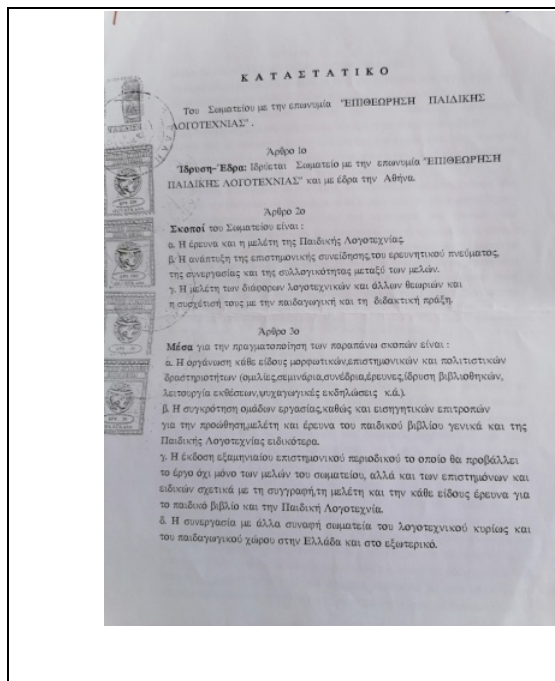 ΚΑΤΑΣΤΑΤΙΚΟ
Του Σωματείου με την επωνυμία "ΕΠΙΘΕΩΡΗΣΗ ΠΑΙΔΙΚΗΣ
ΛΟΓΟΤΕΧΝΙΑΣ".
Άρθρο 1ο
Ίδρυση-Έδρα: Ιδρύεται Σωματείο με την επωνυμία "ΕΠΙΘΕΩΡΗΣΗ
ΠΑΙΔΙΚΗΣ ΛΟΓΟΤΕΧΝΙΑΣ" και με έδρα την Αθήνα.
Άρθρο 2ο
Σκοποί του Σωματείου είναι :
α. Η έρευνα και η μελέτη της Παιδικής Λογοτεχνίας.
β. Η ανάπτυξη της επιστημονικής συνείδησης,του ερευνητικού πνεύματος,
της συνεργασίας και της συλλογικότητας μεταξύ των μελών.
γ. Η μελέτη των διάφορων λογοτεχνικών και άλλων θεωριών και
η συσχέτισή τους με την παιδαγωγική και τη διδακτική πράξη.
Άρθρο 3ο
Μέσα για την πραγματοποίηση των παραπάνω σκοπών είναι :
α. Η οργάνωση κάθε είδους μορφωτικών,επιστημονικών και πολιτιστικών
δραστηριοτήτων (ομιλίες,σεμινάρια,συνέδρια,έρευνες,ίδρυση βιβλιοθηκών,
λειτουργία εκθέσεων,ψυχαγωγικές εκδηλώσεις κ.ά.).
β. Η συγκρότηση ομάδων εργασίας,καθώς και εισηγητικών επιτροπών
για την προώθηση,μελέτη και έρευνα του παιδικού βιβλίου γενικά και της
Παιδικής Λογοτεχνίας ειδικότερα.
γ. Η έκδοση εξαμηνιαίου επιστημονικού περιοδικού το οποίο θα προβάλλει
το έργο όχι μόνο των μελών του σωματείου, αλλά και των επιστημόνων και
ειδικών σχετικά με τη συγγραφή,τη μελέτη και την κάθε είδους έρευνα για
το παιδικό βιβλίο και την Παιδική Λογοτεχνία.
δ. Η συνεργασία με άλλα συναφή σωματεία του λογοτεχνικού κυρίως και
του παιδαγωγικού χώρου στην Ελλάδα και στο εξωτερικό.